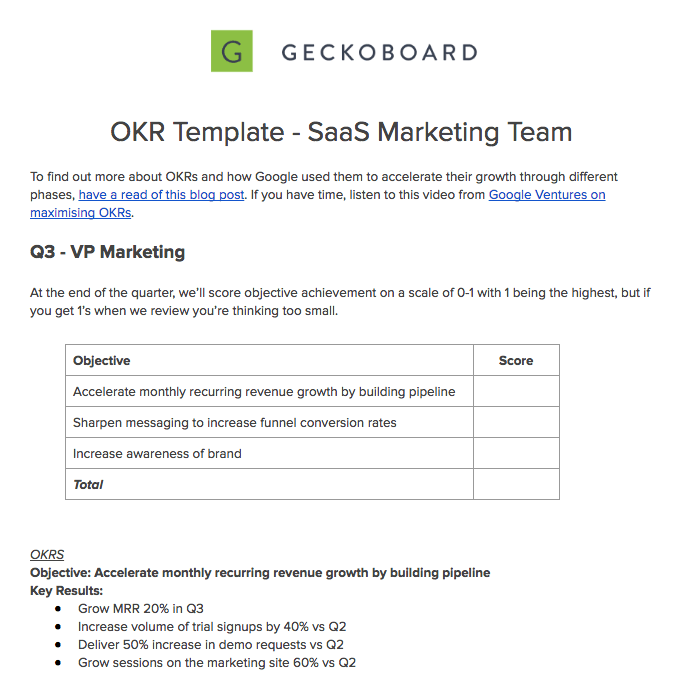 G GECKOBOARD
OKR Template - SaaS Marketing Team
To find out more about OKRs and how Google used them to accelerate their growth through different
phases, have a read of this blog post. If you have time, listen to this video from Google Ventures on
maximising OKRs.
Q3 - VP Marketing
At the end of the quarter, we’ll score objective achievement on a scale of 0-1 with 1 being the highest, but if
you get 1’s when we review you’re thinking too small.
Objective Score
Accelerate monthly recurring revenue growth by building pipeline
Sharpen messaging to increase funnel conversion rates
Increase awareness of brand
Total
OKRS
Objective: Accelerate monthly recurring revenue growth by building pipeline
Key Results:
● Grow MRR 20% in Q3
● Increase volume of trial signups by 40% vs Q2
● Deliver 50% increase in demo requests vs Q2
● Grow sessions on the marketing site 60% vs Q2